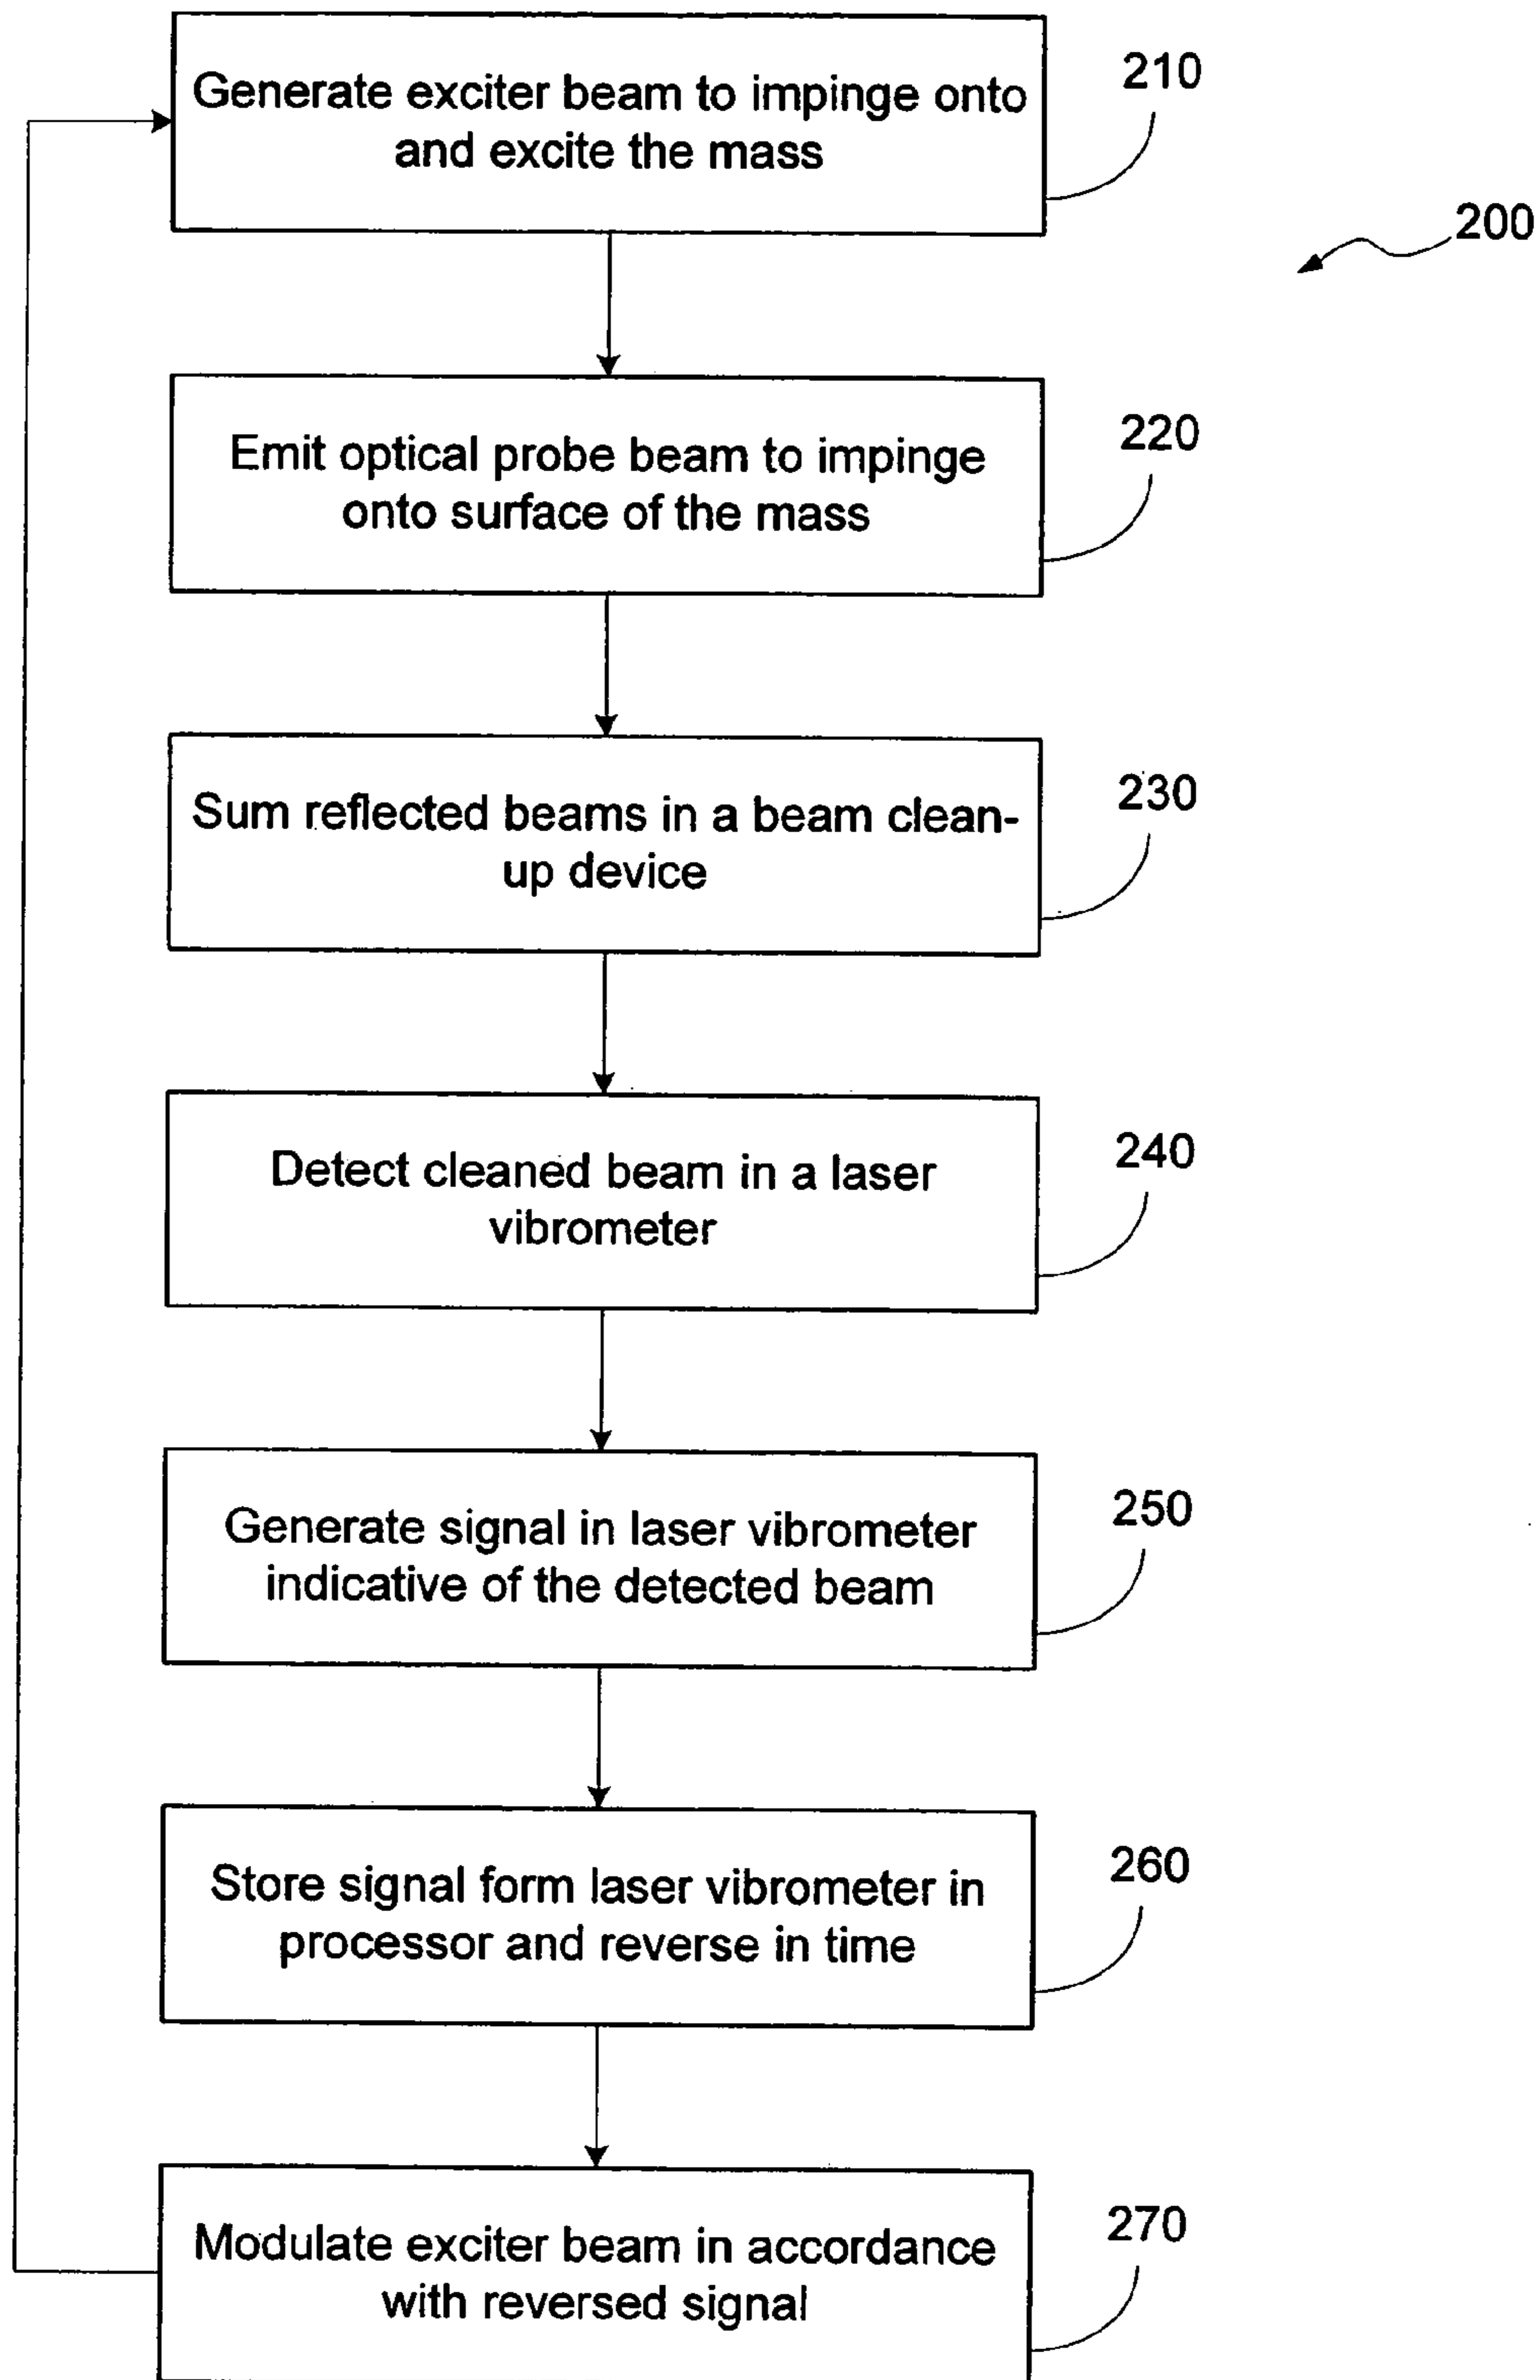 Generate exciter beam to impinge onto
and excite the mass
210
200
Emit optical probe beam to impinge
onto surface of the mass
220
Sum reflected beams in a beam clean-
up device
230
Detect cleaned beam in a laser
vibrometer
240
Generate signal in laser vibrometer
indicative of the detected beam
250
Store signal form laser vibrometer in
processor and reverse in time
260
Modulate exciter beam in accordance
with reversed signal
270